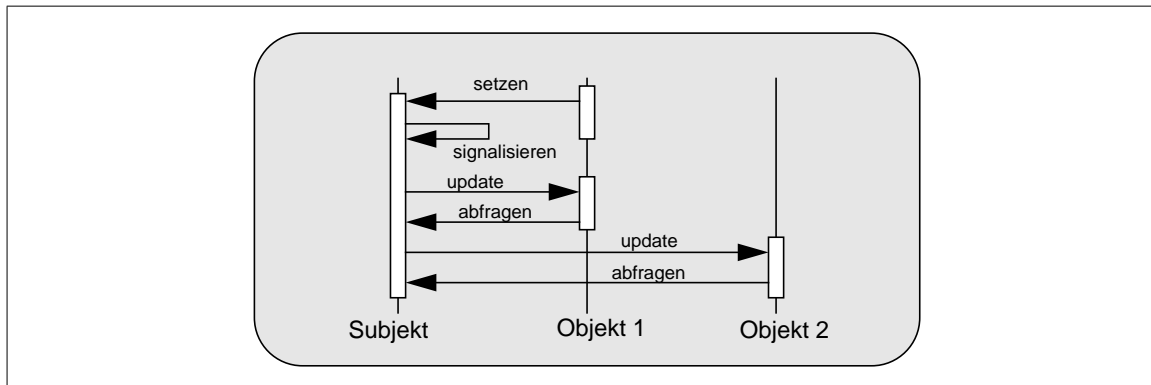 setzen
signalisieren
update
abfragen
update
abfragen
Subjekt
Objekt 1
Objekt 2